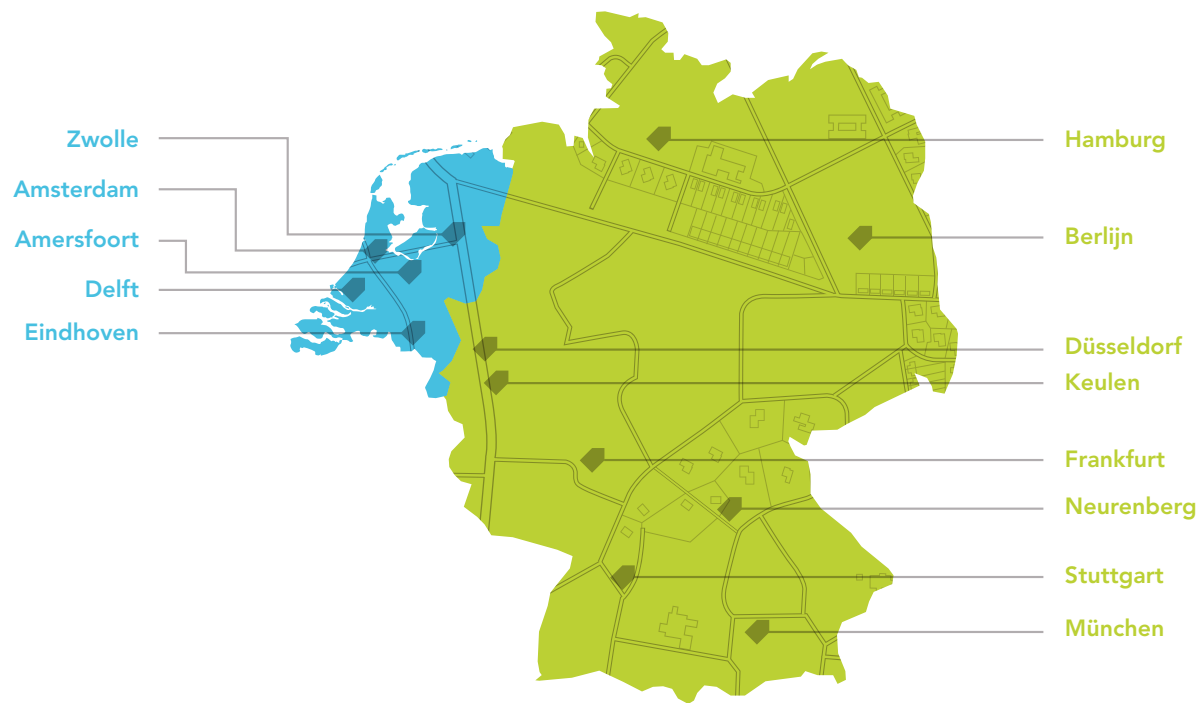 Zwolle
Amsterdam
Amersfoort
Delft
Eindhoven
Hamburg
Berlijn
Düsseldorf
Keulen
Frankfurt
Neurenberg
Stuttgart
München